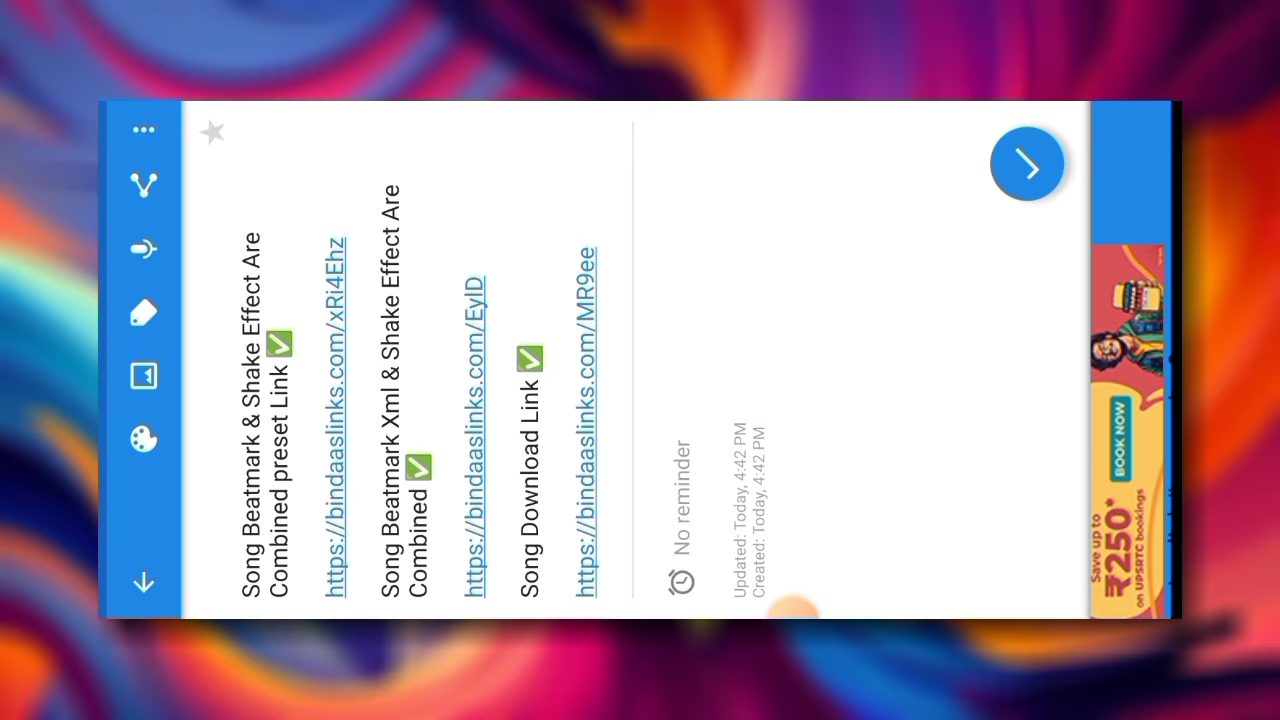 Song Beatmark & Shake Effect Are
Combined preset Link ✅
https://bindaaslinks.com/xRi4Ehz
Song Beatmark Xml & Shake Effect Are
Combined ✅
https://bindaaslinks.com/EyID
Song Download Link ✅
https://bindaaslinks.com/MR9ee
No reminder
Updated: Today, 4:42 PM
Created: Today, 4:42 PM
Save up to
₹250*
on UPSRTC bookings
BOOK NOW